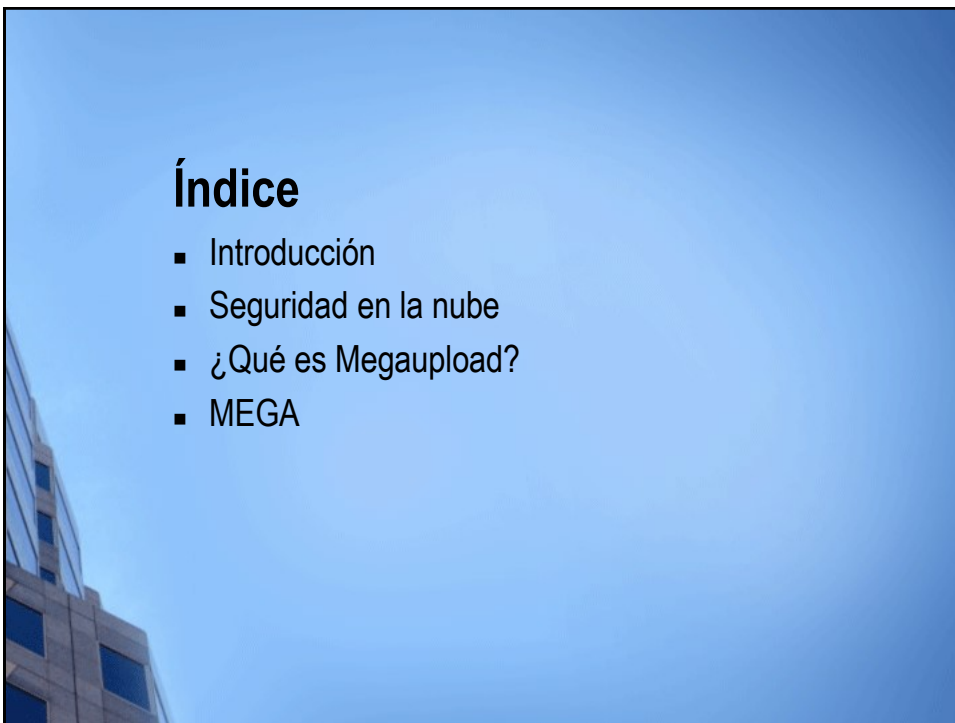 Índice
▪ Introducción
▪ Seguridad en la nube
▪ ¿Qué es Megaupload?
▪ MEGA